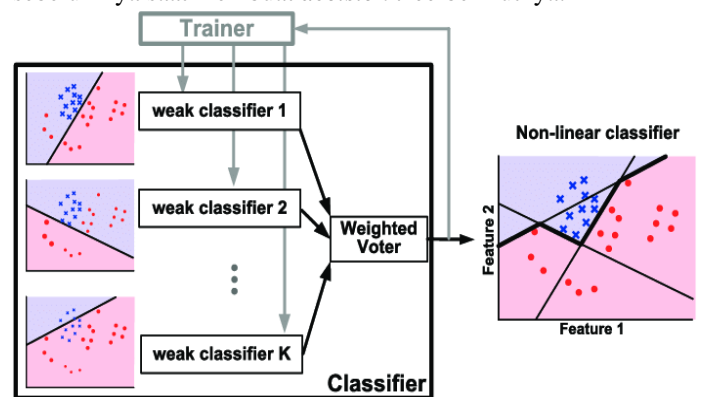 Trainer
weak classifier 1
weak classifier 2
weak classifier K
Weighted
Voter
Classifier
Non-linear classifier
Feature 2
Feature 1